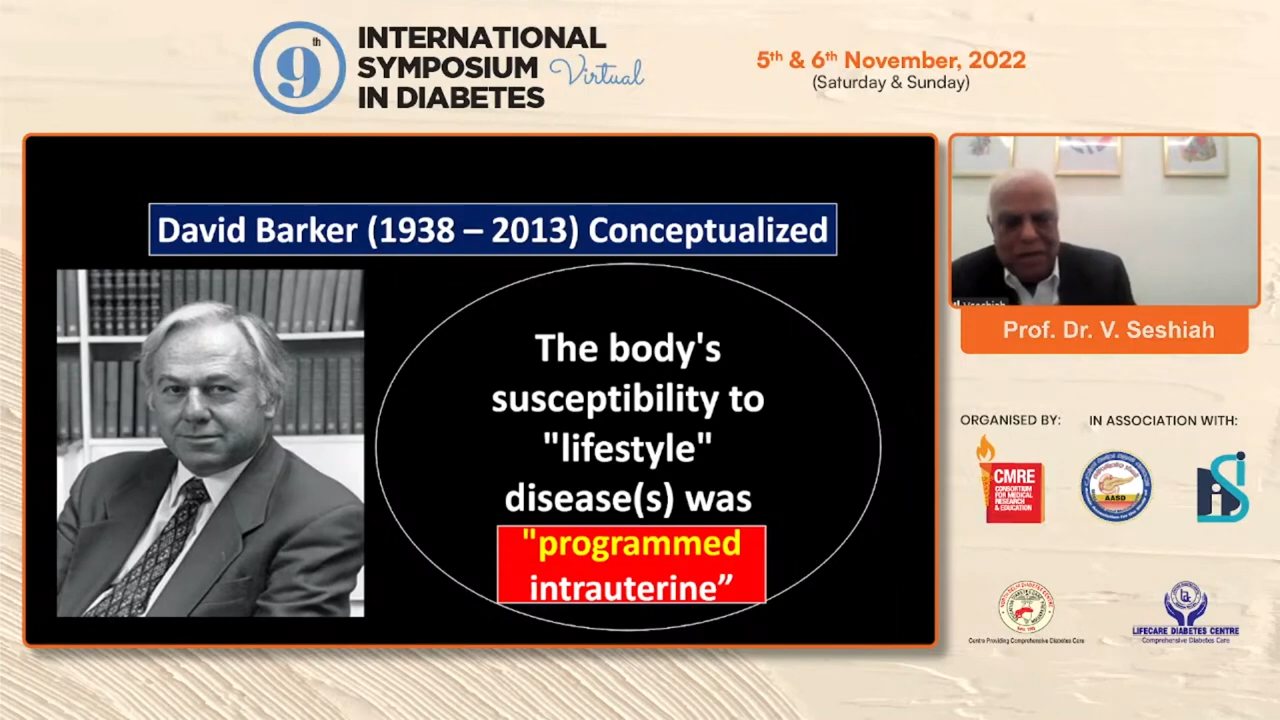 9th
INTERNATIONAL
SYMPOSIUM Virtual
IN DIABETES
5th & 6th November, 2022
(Saturday & Sunday)
David Barker (1938 – 2013) Conceptualized
The body's
susceptibility to
"lifestyle"
disease(s) was
"programmed
intrauterine”
Vseshiah
Prof. Dr. V. Seshiah
ORGANISED BY:
IN ASSOCIATION WITH:
CMRE
CONSORTIUM
FOR MEDICAL
RESEARCH
& EDUCATION
AASD
Centre Providing Comprehensive Diabetes Care
LIFECARE DIABETES CENTRE
Comprehensive Diabetes Care